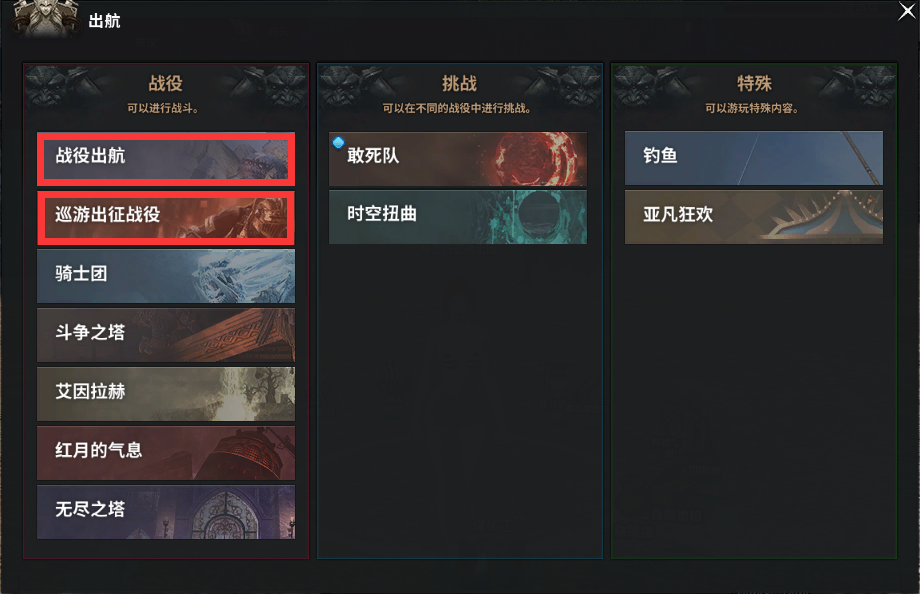 出航
战役
可以进行战斗。
战役出航
巡游出征战役
骑士团
斗争之塔
艾因拉赫
红月的气息
无尽之塔
挑战
可以在不同的战役中进行挑战。
敢死队
时空扭曲
特殊
可以游玩特殊内容。
钓鱼
亚凡狂欢